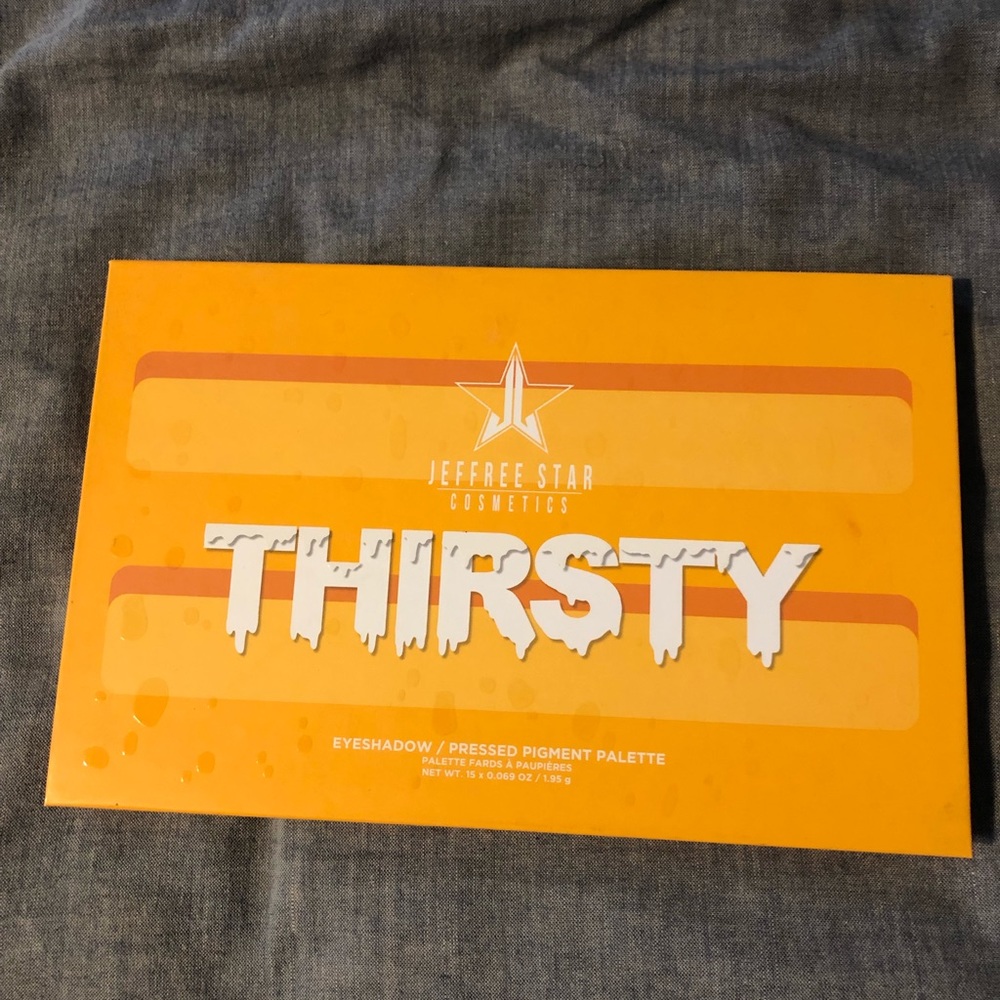 JEFFREE STAR
COSMETICS
THIRSTY
EYESHADOW / PRESSED PIGMENT PALETTE
PALETTE FARDS À PAUPIÈRES
NET WT. 15 x 0.069 OZ / 1.95 g